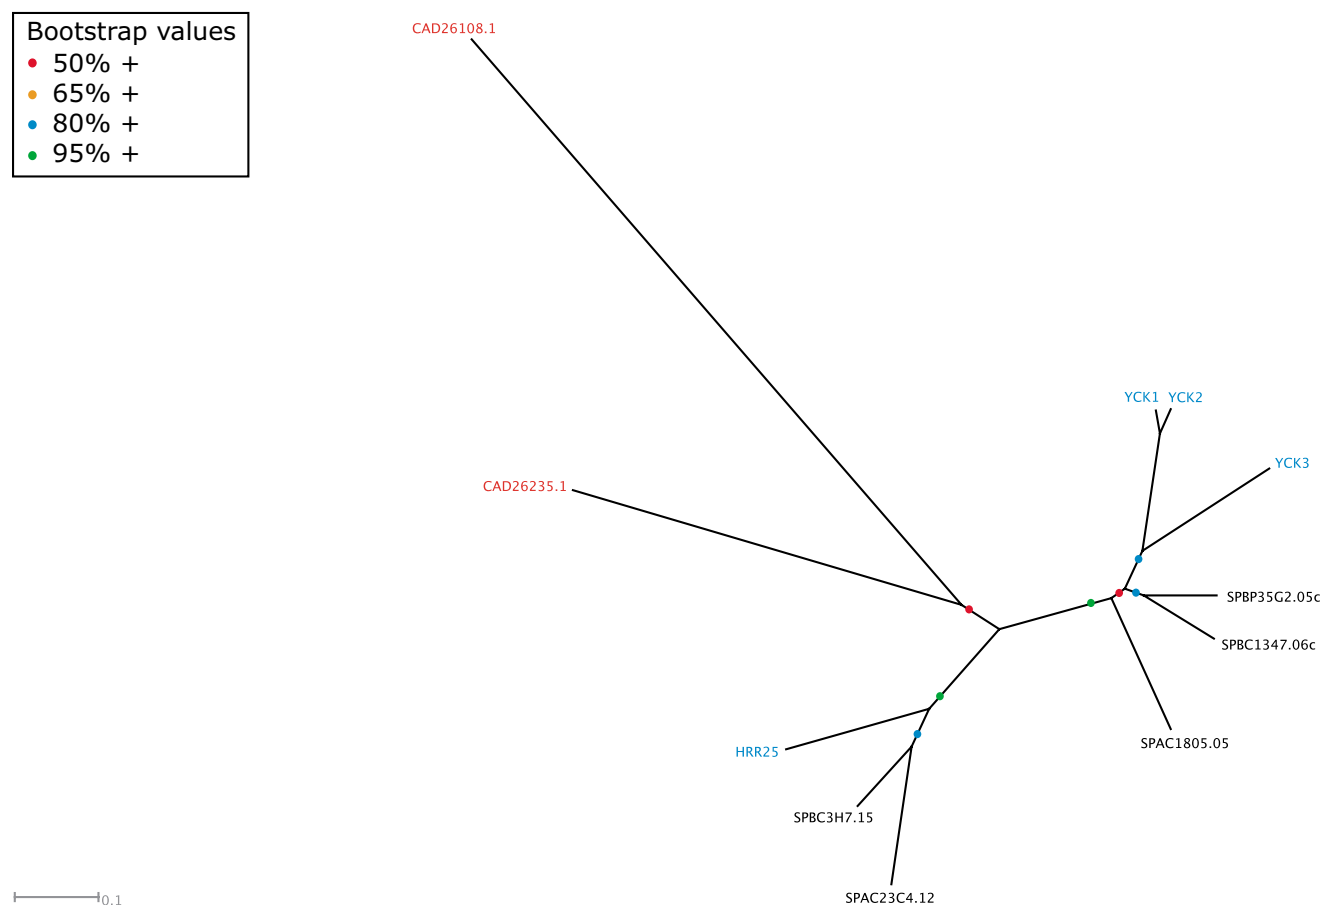 Bootstrap values
50% +
65% +
80% +
95% +
CAD26108.1
YCK1 YCK2
YCK3
CAD26235.1
SPBP35G2.05c
SPBC1347.06c
SPAC1805.05
HRR25
SPBC3H7.15
SPAC23C4.12
0.1